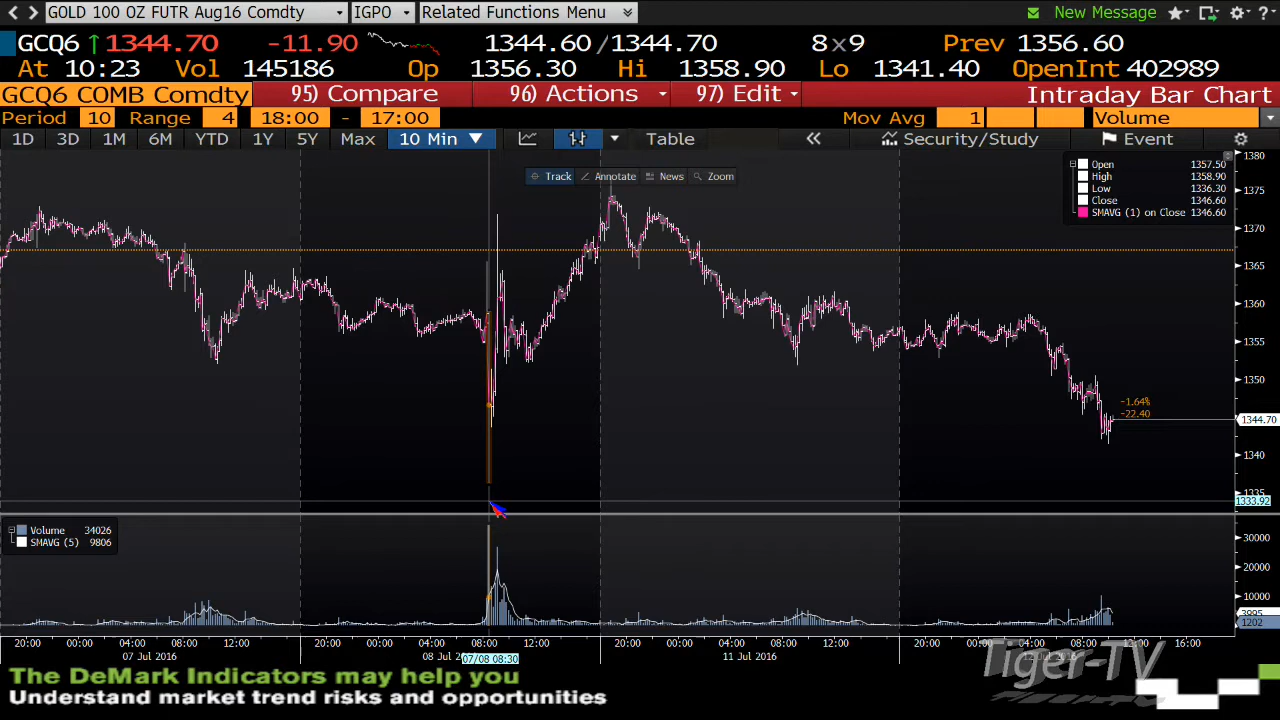 GOLD 100 OZ FUTR Aug16 Comdty IGPO Related Functions Menu New Message
GCQ6 1344.70 -11.90 1344.60/1344.70 8x9 Prev 1356.60
At 10:23 Vol 145186 Op 1356.30 Hi 1358.90 Lo 1341.40 OpenInt 402989
GCQ6 COMB Comdty 95) Compare 96) Actions 97) Edit Intraday Bar Chart
Period 10 Range 4 18:00 - 17:00 Mov Avg 1 Volume
1D 3D 1M 6M YTD 1Y 5Y Max 10 Min Table Security/Study Event
Track Annotate News Zoom
Open 1357.50
High 1358.90
Low 1336.30
Close 1346.60
SMAVG (1) on Close 1346.60
1380
1375
1370
1365
1360
1355
1350
-1.64%
-22.40
1344.70
1340
1335
1333.92
Volume 34026
SMAVG (5) 9806
30000
20000
10000
3995
1202
20:00 00:00 04:00 08:00 12:00 20:00 00:00 04:00 08:00 12:00 20:00 00:00 04:00 08:00 12:00 20:00 00:00 04:00 08:00 12:00 16:00
07 Jul 2016 08 Jul 07/08 08:30 11 Jul 2016 12 Jul 2016
Tiger-TV
The DeMark Indicators may help you
Understand market trend risks and opportunities